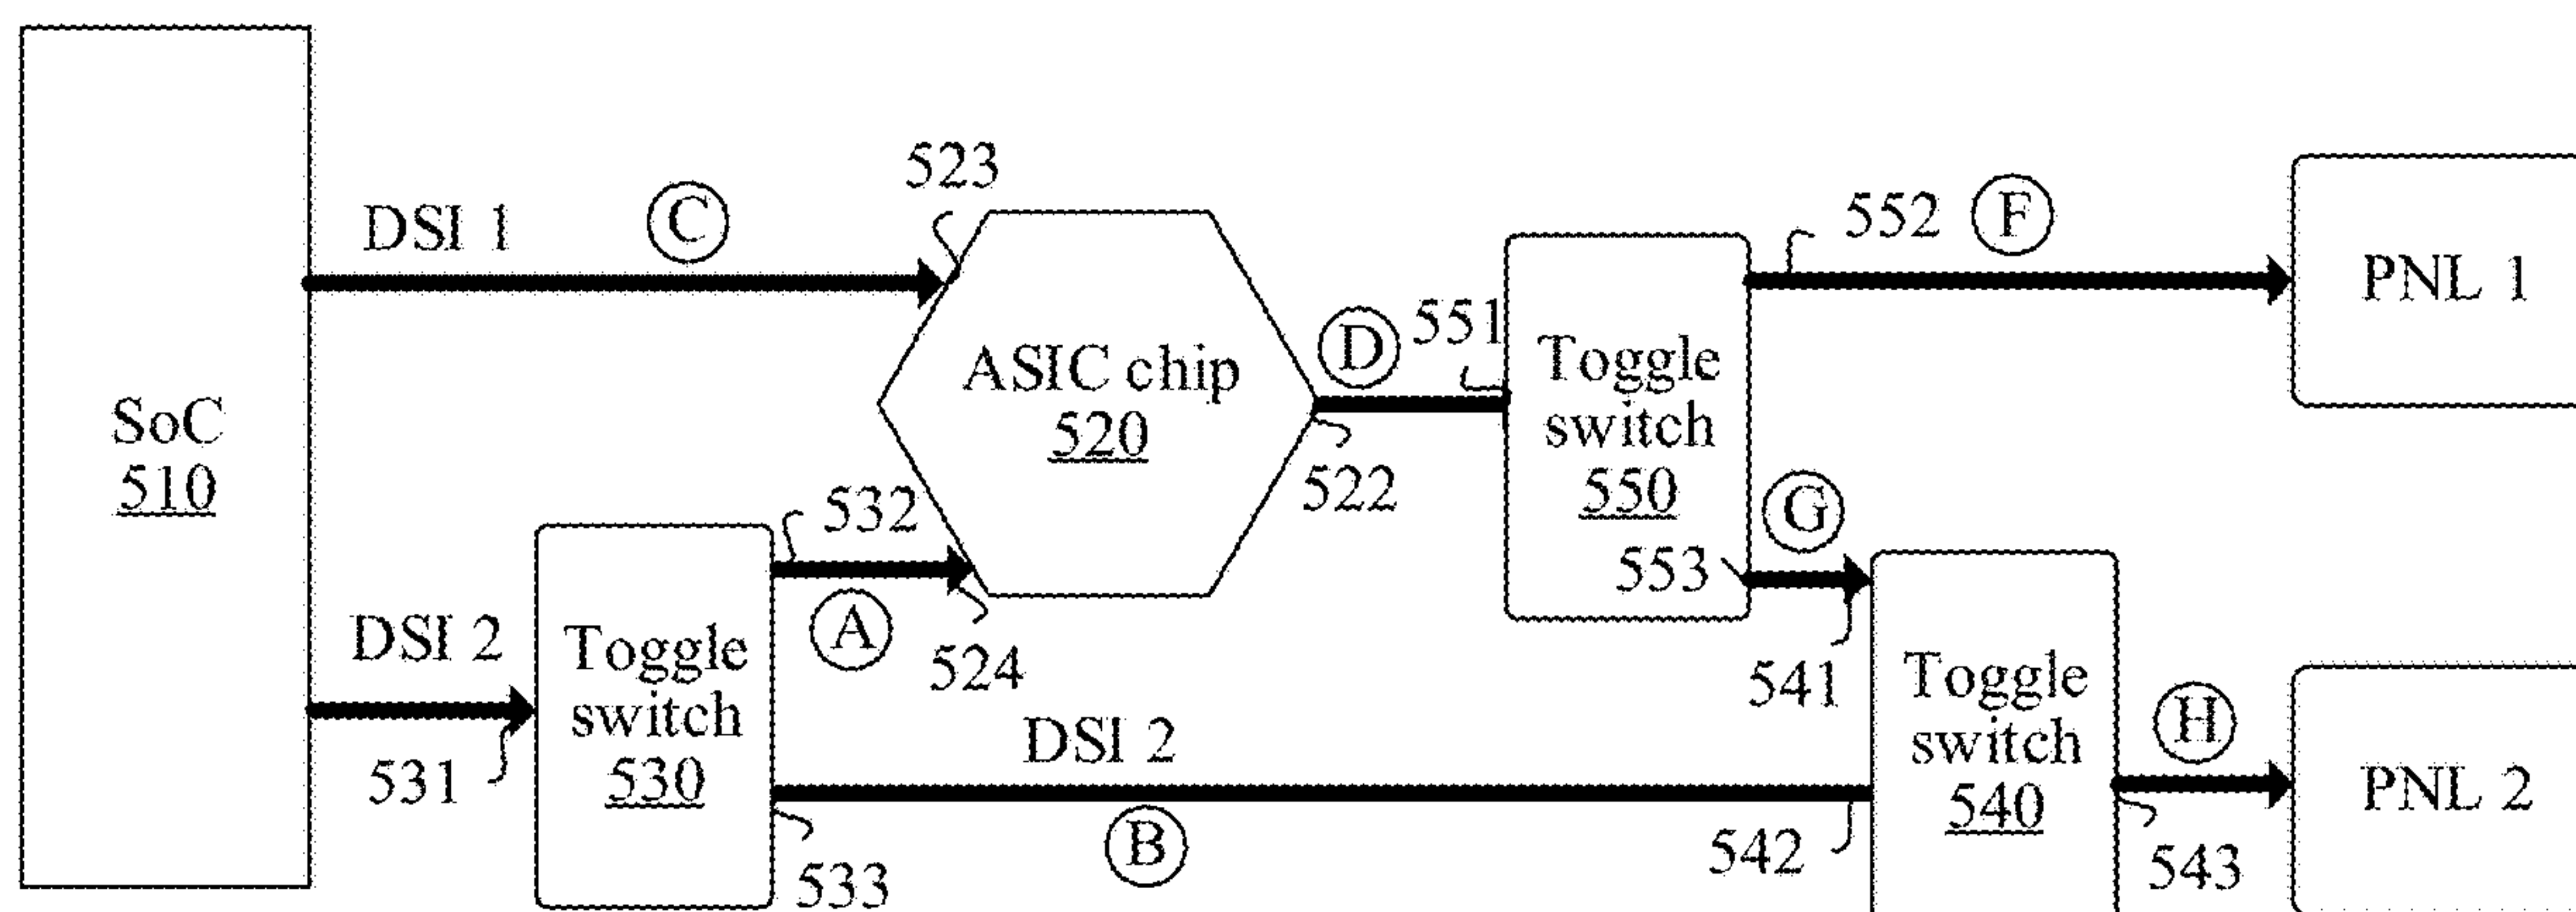 523
DSI 1
C
552
F
PNL 1
551
D
Toggle
switch
550
ASIC chip
520
522
SoC
510
532
A
524
G
553
541
DSI 2
531
Toggle
switch
530
DSI 2
B
533
542
Toggle
switch
540
H
543
PNL 2